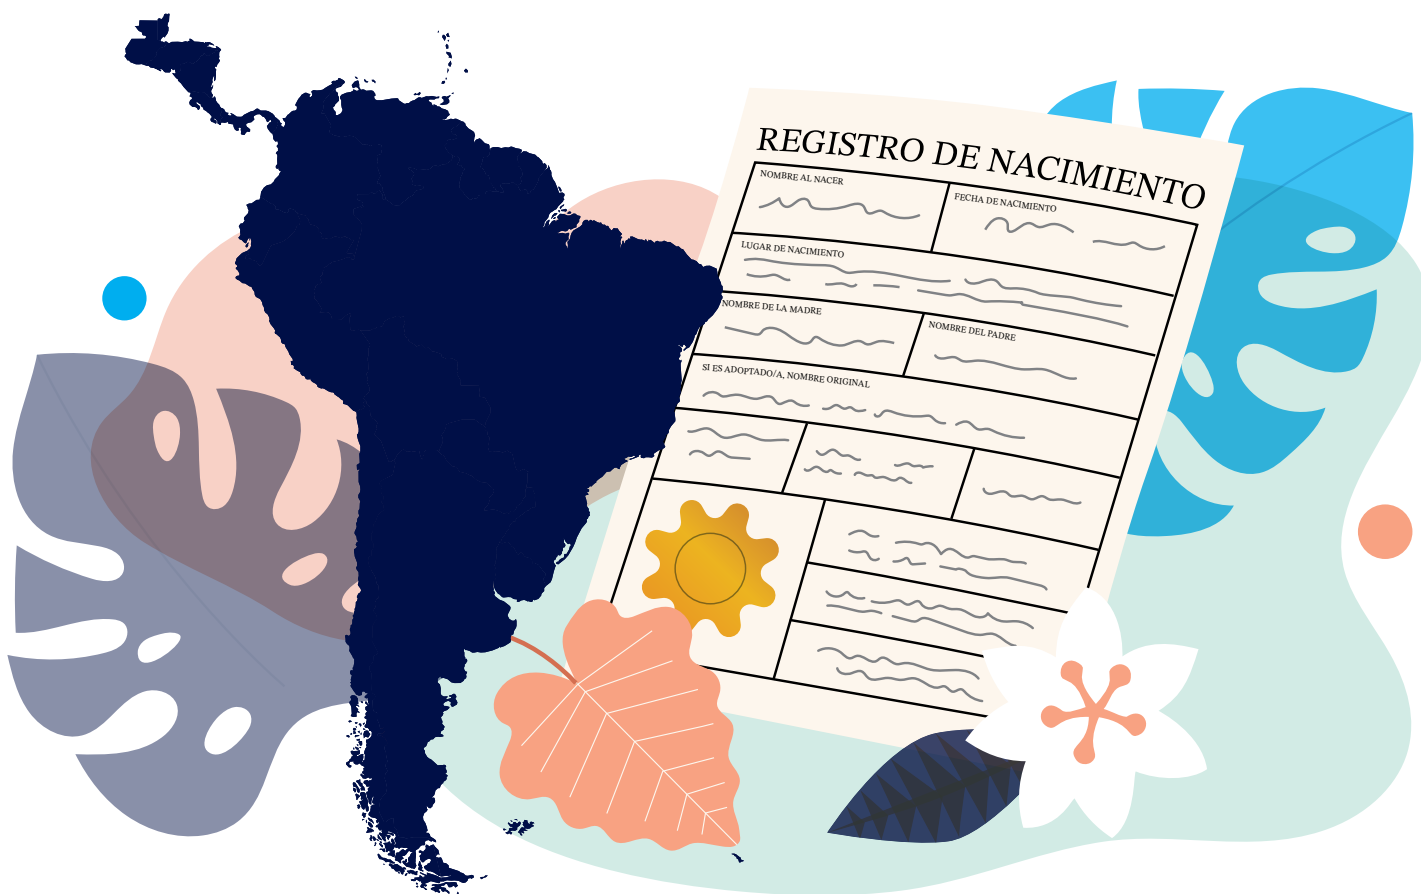 REGISTRO DE NACIMIENTO
NOMBRE AL NACER
FECHA DE NACIMIENTO
LUGAR DE NACIMIENTO
NOMBRE DE LA MADRE
NOMBRE DEL PADRE
SI ES ADOPTADO/A, NOMBRE ORIGINAL